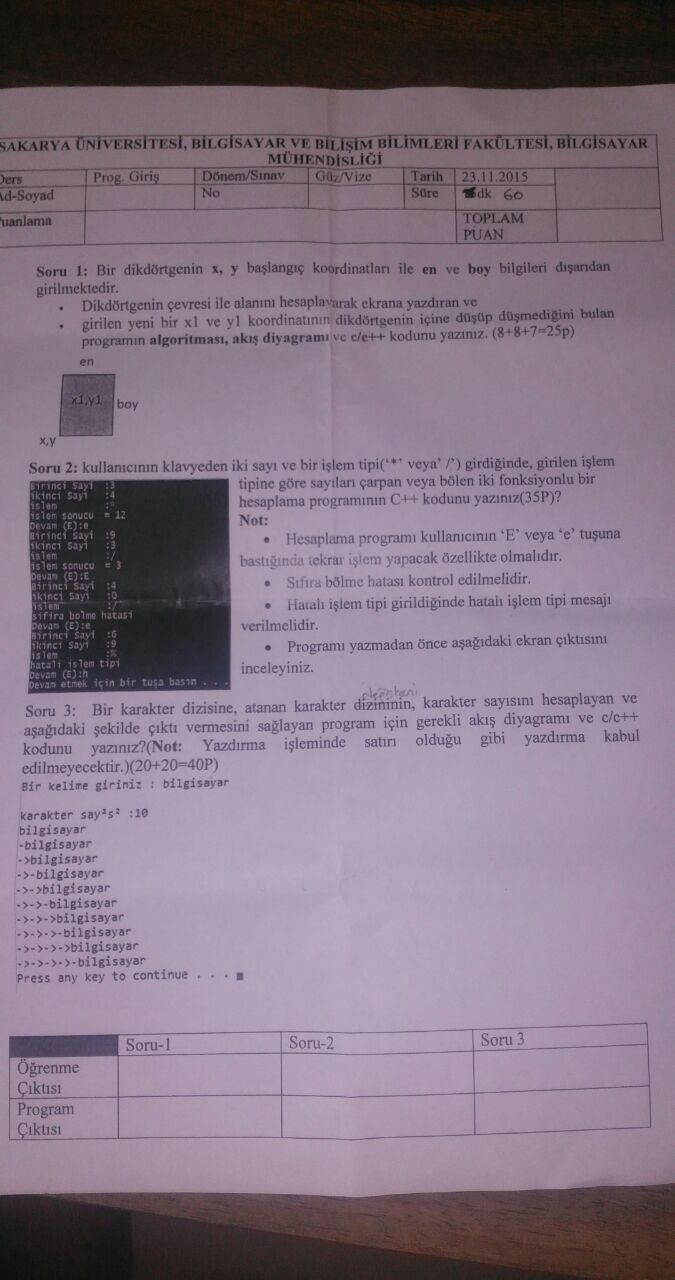 SAKARYA ÜNİVERSİTESİ, BİLGİSAYAR VE BİLİŞİM BİLİMLERİ FAKÜLTESİ, BİLGİSAYAR
MÜHENDİSLİĞİ
Ders Prog. Giriş Dönem/Sınav Güz/Vize Tarih 23.11.2015
Ad-Soyad No Süre dk 60
Puanlama TOPLAM
PUAN
Soru 1: Bir dikdörtgenin x, y başlangıç koordinatları ile en ve boy bilgileri dışarıdan
girilmektedir.
• Dikdörtgenin çevresi ile alanını hesaplayarak ekrana yazdıran ve
• girilen yeni bir x1 ve y1 koordinatının dikdörtgenin içine düşüp düşmediğini bulan
programın algoritması, akış diyagramı ve c/c++ kodunu yazınız. (8+8+7=25p)
en
x1,y1 boy
x,y
Soru 2: kullanıcının klavyeden iki sayı ve bir işlem tipi('*' veya' /') girdiğinde, girilen işlem
tipine göre sayıları çarpan veya bölen iki fonksiyonlu bir
hesaplama programının C++ kodunu yazınız(35P)?
Not:
• Hesaplama programı kullanıcının 'E' veya 'e' tuşuna
bastığında tekrar işlem yapacak özellikte olmalıdır.
• Sıfıra bölme hatası kontrol edilmelidir.
• Hatalı işlem tipi girildiğinde hatalı işlem tipi mesajı
verilmelidir.
• Programı yazmadan önce aşağıdaki ekran çıktısını
inceleyiniz.
Birinci Sayi :3
ikinci Sayi :4
islem :*
islem sonucu = 12
Devam (E):e
Birinci Sayi :9
ikinci Sayi :3
islem :/
islem sonucu = 3
Devam (E):E
Birinci Sayi :4
ikinci Sayi :0
islem :/
sifira bolme hatasi
Devam (E):e
Birinci Sayi :6
ikinci Sayi :9
islem :%
hatali islem tipi
Devam (E):h
Devam etmek için bir tuşa basın . . .
Soru 3: Bir karakter dizisine, atanan karakter dizininin, karakter sayısını hesaplayan ve
aşağıdaki şekilde çıktı vermesini sağlayan program için gerekli akış diyagramı ve c/c++
kodunu yazınız?(Not: Yazdırma işleminde satırı olduğu gibi yazdırma kabul
edilmeyecektir.)(20+20=40P)
Bir kelime giriniz : bilgisayar
karakter say²s² :10
bilgisayar
-bilgisayar
->bilgisayar
->-bilgisayar
->->bilgisayar
->->-bilgisayar
->->->bilgisayar
->->->-bilgisayar
->->->->bilgisayar
->->->->-bilgisayar
Press any key to continue . . .
Soru-1 Soru-2 Soru 3
Öğrenme
Çıktısı
Program
Çıktısı